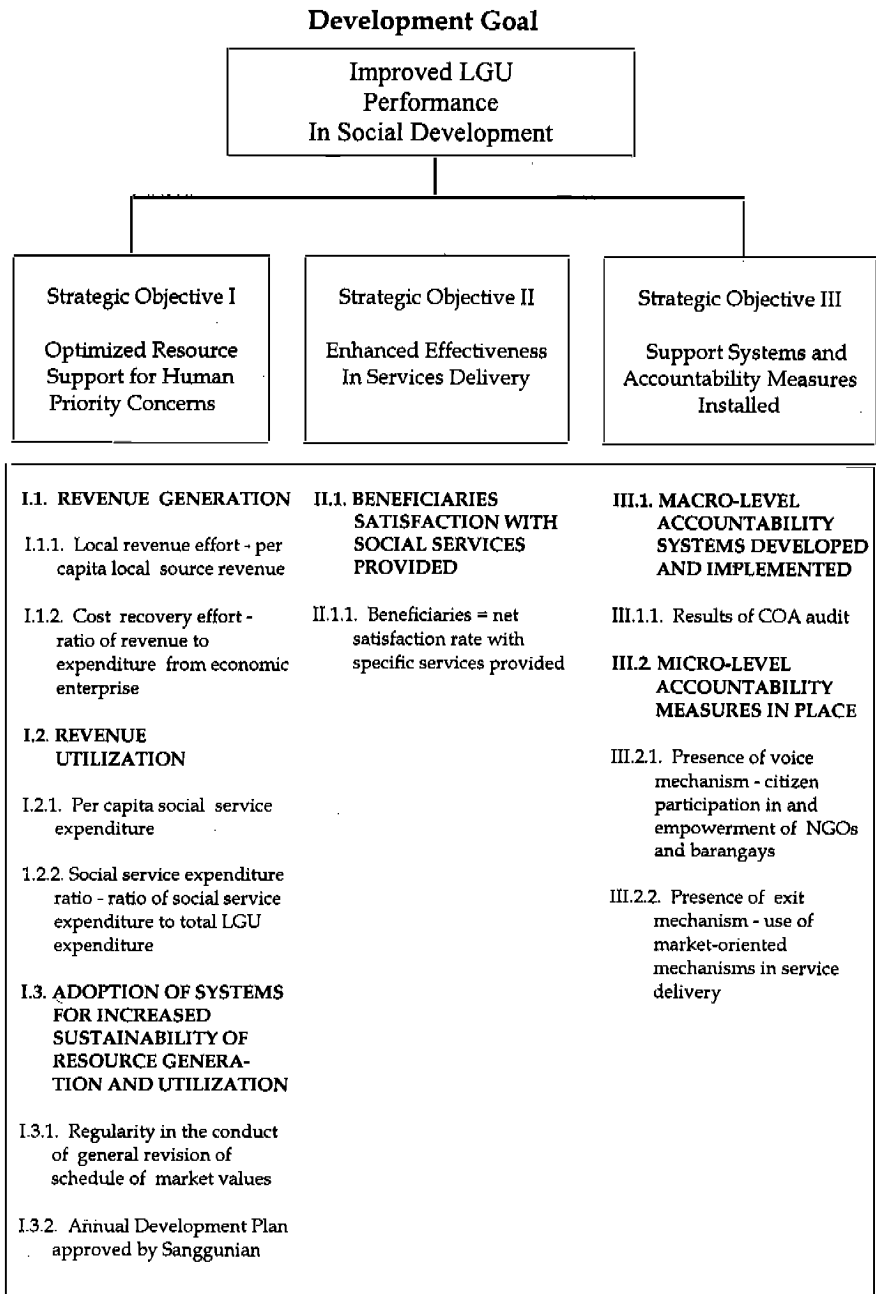 Development Goal
Improved LGU
Performance
In Social Development
Strategic Objective I
Optimized Resource
Support for Human
Priority Concerns
Strategic Objective II
Enhanced Effectiveness
In Services Delivery
Strategic Objective III
Support Systems and
Accountability Measures
Installed
I.1. REVENUE GENERATION
I.1.1. Local revenue effort - per
capita local source revenue
I.1.2. Cost recovery effort -
ratio of revenue to
expenditure from economic
enterprise
I.2. REVENUE
UTILIZATION
I.2.1. Per capita social service
expenditure
1.2.2. Social service expenditure
ratio - ratio of social service
expenditure to total LGU
expenditure
I.3. ADOPTION OF SYSTEMS
FOR INCREASED
SUSTAINABILITY OF
RESOURCE GENERA-
TION AND UTILIZATION
I.3.1. Regularity in the conduct
of general revision of
schedule of market values
I.3.2. Annual Development Plan
approved by Sanggunian
II.1. BENEFICIARIES
SATISFACTION WITH
SOCIAL SERVICES
PROVIDED
II.1.1. Beneficiaries = net
satisfaction rate with
specific services provided
III.1. MACRO-LEVEL
ACCOUNTABILITY
SYSTEMS DEVELOPED
AND IMPLEMENTED
III.1.1. Results of COA audit
III.2. MICRO-LEVEL
ACCOUNTABILITY
MEASURES IN PLACE
III.2.1. Presence of voice
mechanism - citizen
participation in and
empowerment of NGOs
and barangays
III.2.2. Presence of exit
mechanism - use of
market-oriented
mechanisms in service
delivery